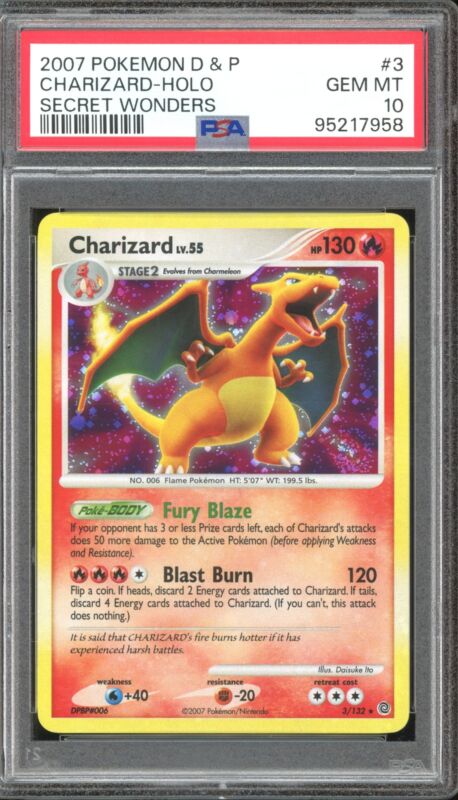 2007 POKEMON D & P #3
CHARIZARD-HOLO GEM MT
SECRET WONDERS 10
PSA 95217958
Charizard LV.55 HP 130
STAGE 2 Evolves from Charmeleon
NO. 006 Flame Pokémon HT: 5'07" WT: 199.5 lbs.
Poké-BODY Fury Blaze
If your opponent has 3 or less Prize cards left, each of Charizard's attacks
does 50 more damage to the Active Pokémon (before applying Weakness
and Resistance).
Blast Burn 120
Flip a coin. If heads, discard 2 Energy cards attached to Charizard. If tails,
discard 4 Energy cards attached to Charizard. (If you can't, this attack
does nothing.)
It is said that CHARIZARD's fire burns hotter if it has
experienced harsh battles.
Illus. Daisuke Ito
weakness resistance retreat cost
+40 -20
DPBP#006 ©2007 Pokémon/Nintendo 3/132 ★